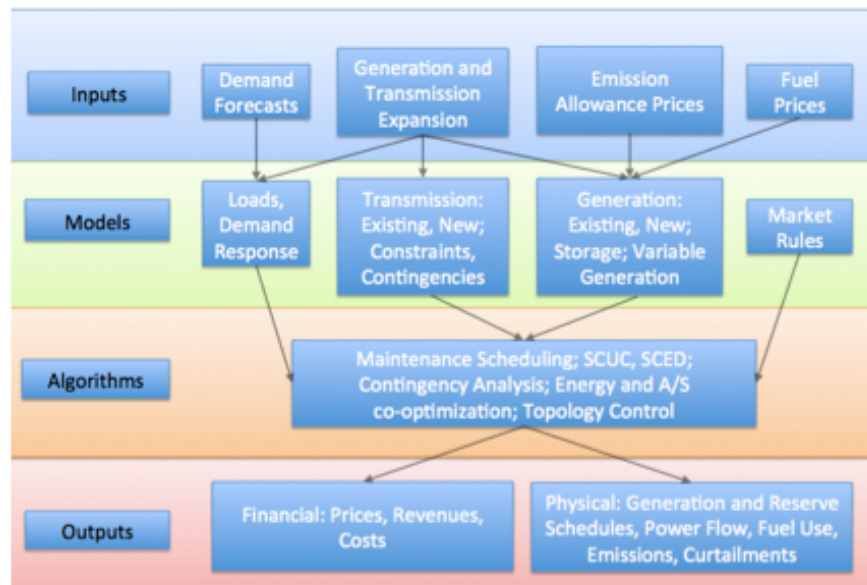 Inputs
Demand
Forecasts
Generation and
Transmission
Expansion
Emission
Allowance Prices
Fuel
Prices
Models
Loads,
Demand
Response
Transmission:
Existing, New;
Constraints,
Contingencies
Generation:
Existing, New;
Storage; Variable
Generation
Market
Rules
Algorithms
Maintenance Scheduling; SCUC, SCED;
Contingency Analysis; Energy and A/S
co-optimization; Topology Control
Outputs
Financial: Prices, Revenues,
Costs
Physical: Generation and Reserve
Schedules, Power Flow, Fuel Use,
Emissions, Curtailments